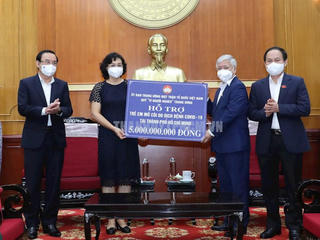 ỦY BAN TRUNG ƯƠNG MẶT TRẬN TỔ QUỐC VIỆT NAM
QUỸ "VÌ NGƯỜI NGHÈO" TRUNG ƯƠNG
HỖ TRỢ
TRẺ EM MỒ CÔI DO DỊCH BỆNH COVID-19
TẠI THÀNH PHỐ HỒ CHÍ MINH
5.000.000.000 ĐỒNG